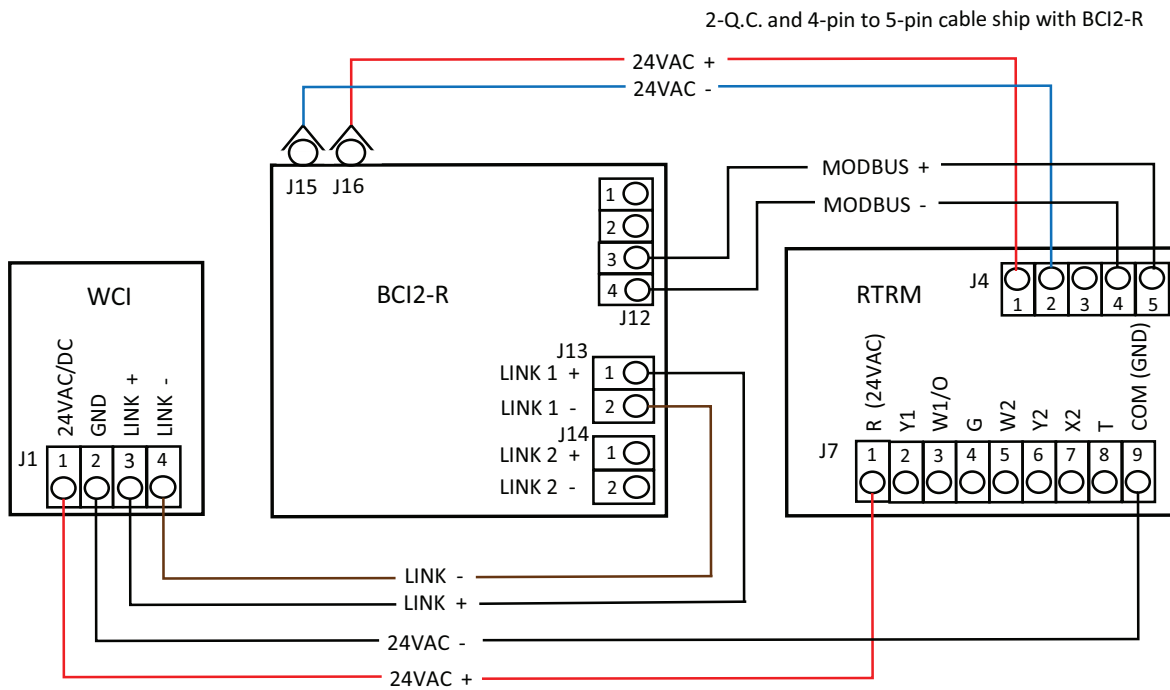 2-Q.C. and 4-pin to 5-pin cable ship with BCI2-R
24VAC +
24VAC -
J15
J16
MODBUS +
MODBUS -
WCI
24VAC/DC
GND
LINK +
LINK -
J1
1
2
3
4
BCI2-R
1
2
3
4
J12
J13
LINK 1 +
1
LINK 1 -
2
J14
LINK 2 +
1
LINK 2 -
2
RTRM
J4
1
2
3
4
5
R (24VAC)
Y1
W1/O
G
W2
Y2
X2
T
COM (GND)
J7
1
2
3
4
5
6
7
8
9
LINK -
LINK +
24VAC -
24VAC +